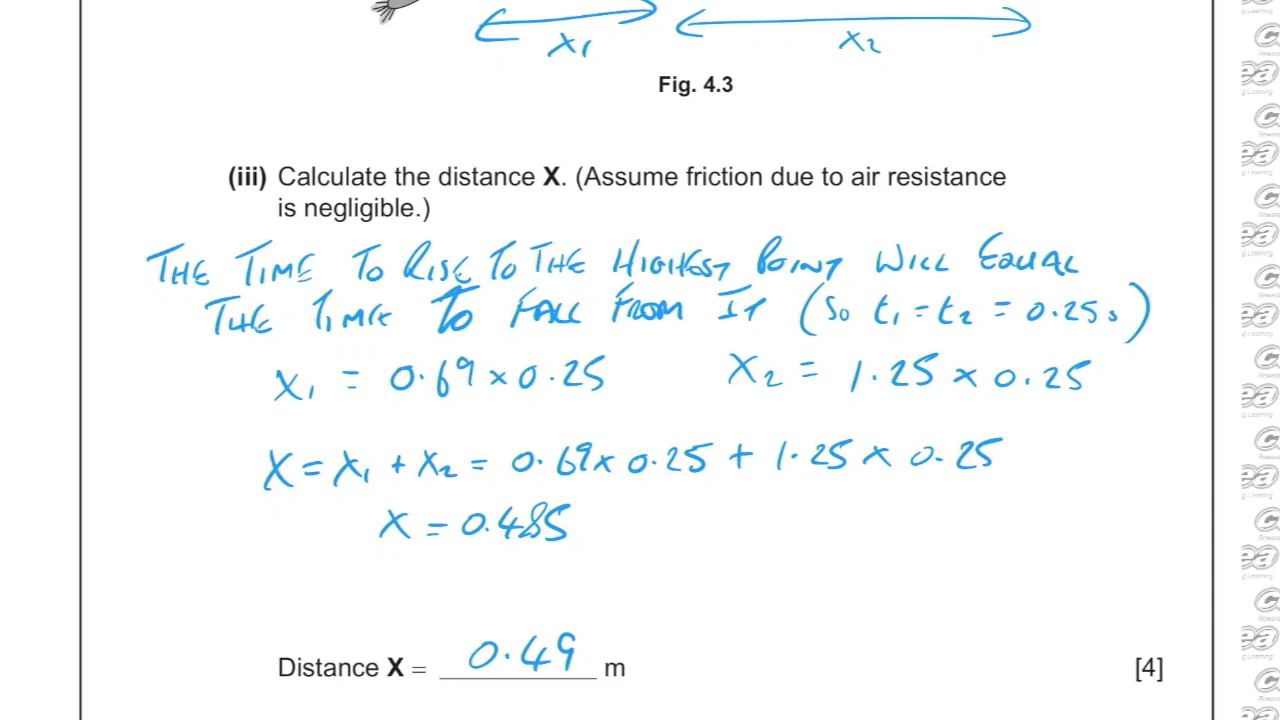 x₁ x₂
Fig. 4.3
(iii) Calculate the distance X. (Assume friction due to air resistance
is negligible.)
THE TIME TO RISE TO THE HIGHEST POINT WILL EQUAL
THE TIME TO FALL FROM IT (SO t₁ = t₂ = 0.25s)
x₁ = 0.69 × 0.25 x₂ = 1.25 × 0.25
X = x₁ + x₂ = 0.69 × 0.25 + 1.25 × 0.25
X = 0.485
Distance X = 0.49 m [4]